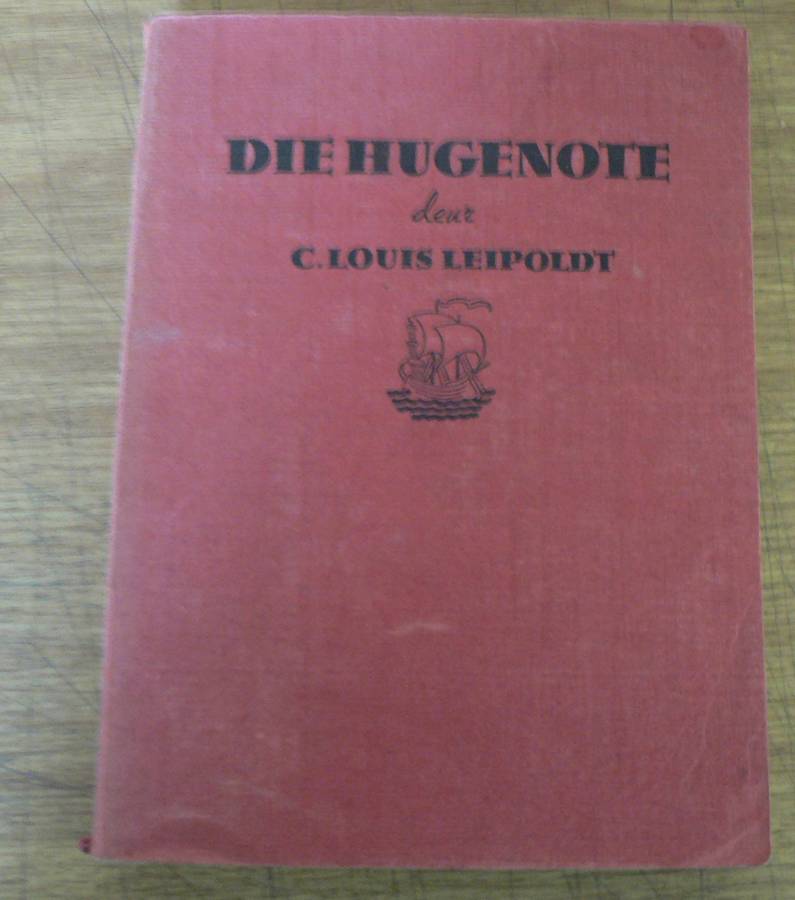 DIE HUGENOTE
deur
C. LOUIS LEIPOLDT